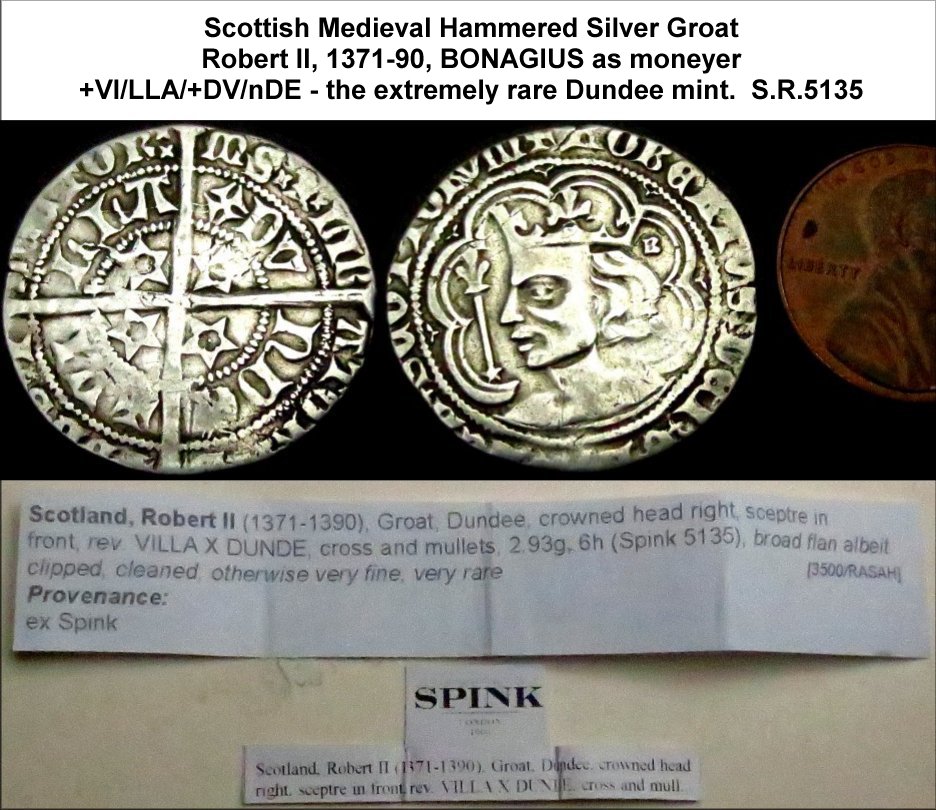 Scottish Medieval Hammered Silver Groat
Robert II, 1371-90, BONAGIUS as moneyer
+VI/LLA/+DV/nDE - the extremely rare Dundee mint.  S.R.5135
DV
B
LIBERTY
Scotland, Robert II (1371-1390), Groat, Dundee, crowned head right, sceptre in
front, rev. VILLA X DUNDE, cross and mullets, 2.93g, 6h (Spink 5135), broad flan albeit
clipped, cleaned, otherwise very fine, very rare
[3500/RASAH]
Provenance:
ex Spink
SPINK
LONDON
Scotland, Robert II (1371-1390), Groat, Dundee, crowned head
right, sceptre in front, rev. VILLA X DUNDE, cross and mull